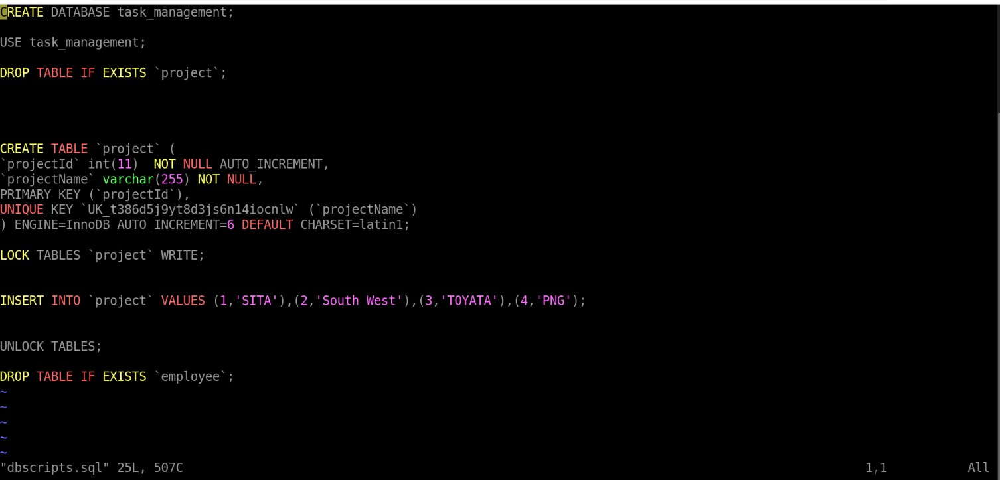 CREATE DATABASE task_management;
USE task_management;
DROP TABLE IF EXISTS `project`;
CREATE TABLE `project` (
`projectId` int(11)  NOT NULL AUTO_INCREMENT,
`projectName` varchar(255) NOT NULL,
PRIMARY KEY (`projectId`),
UNIQUE KEY `UK_t386d5j9yt8d3js6n14iocnlw` (`projectName`)
) ENGINE=InnoDB AUTO_INCREMENT=6 DEFAULT CHARSET=latin1;
LOCK TABLES `project` WRITE;
INSERT INTO `project` VALUES (1,'SITA'),(2,'South West'),(3,'TOYATA'),(4,'PNG');
UNLOCK TABLES;
DROP TABLE IF EXISTS `employee`;
~
~
~
~
~
"dbscripts.sql" 25L, 507C 1,1 All